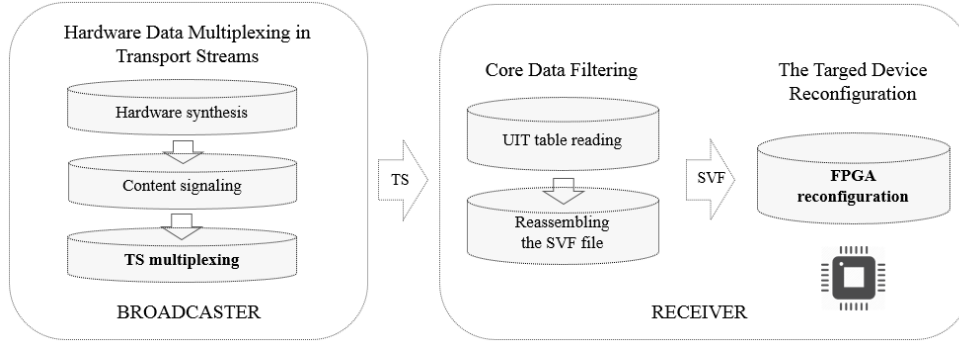 Hardware Data Multiplexing in
Transport Streams
Hardware synthesis
Content signaling
TS multiplexing
BROADCASTER
TS
Core Data Filtering
UIT table reading
Reassembling
the SVF file
SVF
The Targed Device
Reconfiguration
FPGA
reconfiguration
RECEIVER